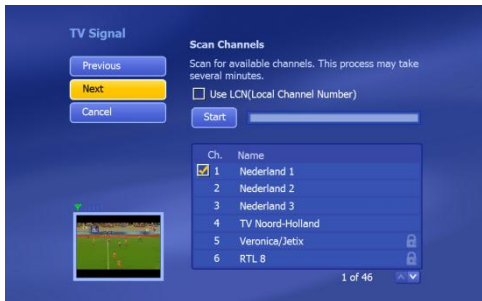 TV Signal
Previous
Next
Cancel
Scan Channels
Scan for available channels. This process may take
several minutes.
Use LCN(Local Channel Number)
Start
Ch. Name
1 Nederland 1
2 Nederland 2
3 Nederland 3
4 TV Noord-Holland
5 Veronica/Jetix
6 RTL 8
1 of 46